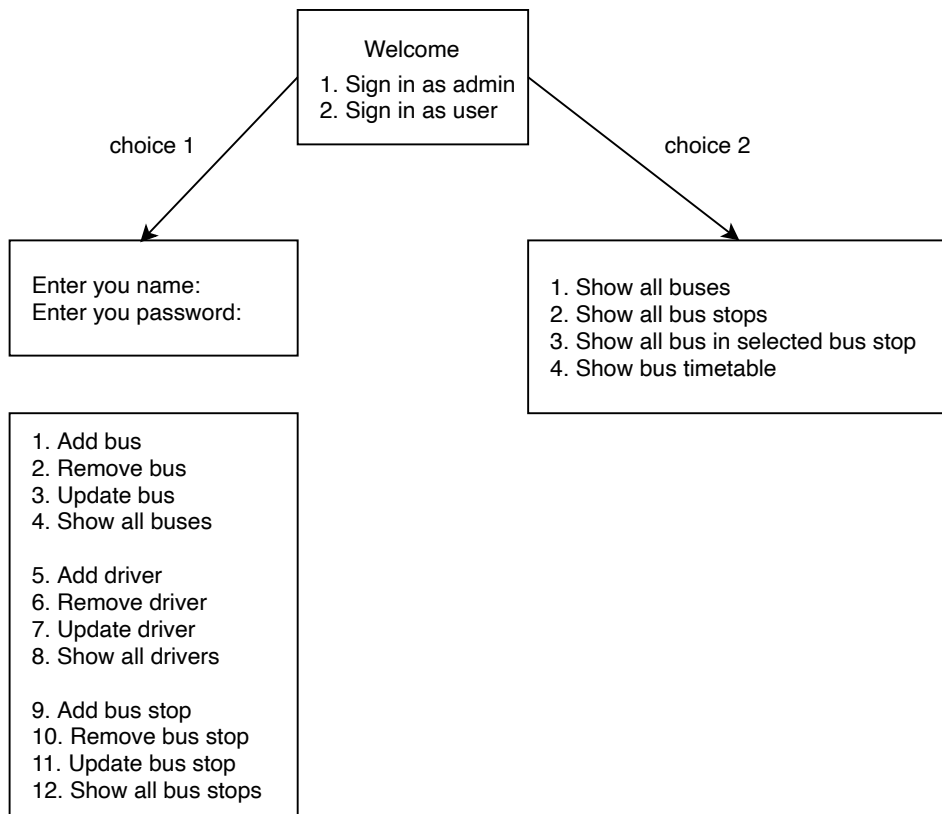 Welcome
1. Sign in as admin
2. Sign in as user
choice 1
choice 2
Enter you name:
Enter you password:
1. Show all buses
2. Show all bus stops
3. Show all bus in selected bus stop
4. Show bus timetable
1. Add bus
2. Remove bus
3. Update bus
4. Show all buses
5. Add driver
6. Remove driver
7. Update driver
8. Show all drivers
9. Add bus stop
10. Remove bus stop
11. Update bus stop
12. Show all bus stops